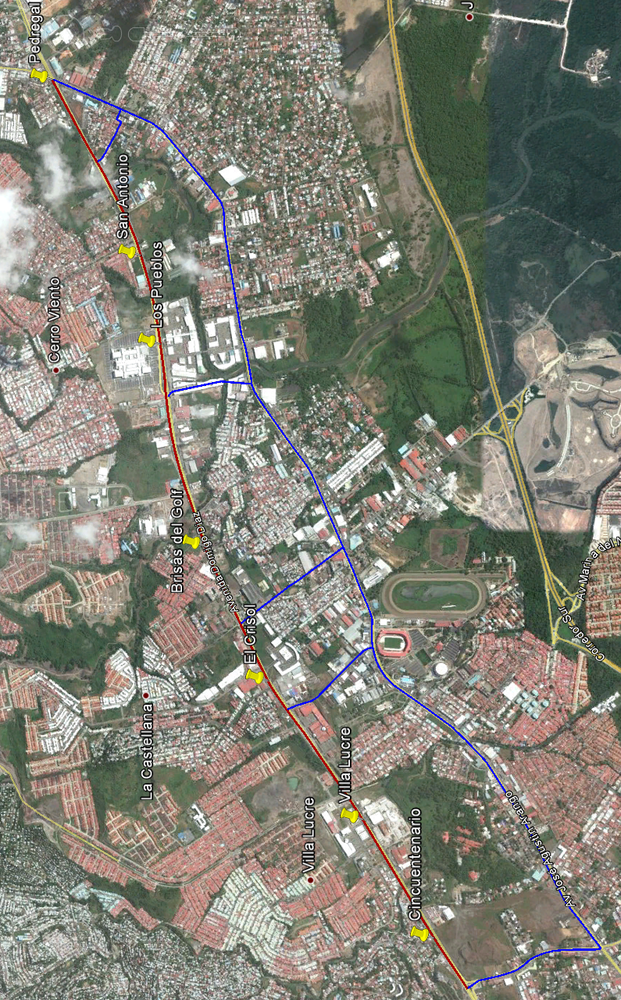 Pedregal
J
San Antonio
Los Pueblos
Cerro Viento
Brisas del Golf
Avenida Domingo Díaz
El Crisol
La Castellana
Villa Lucre
Villa Lucre
Cincuentenario
Av José Agustín Arango
Corredor Sur
Av Marina del